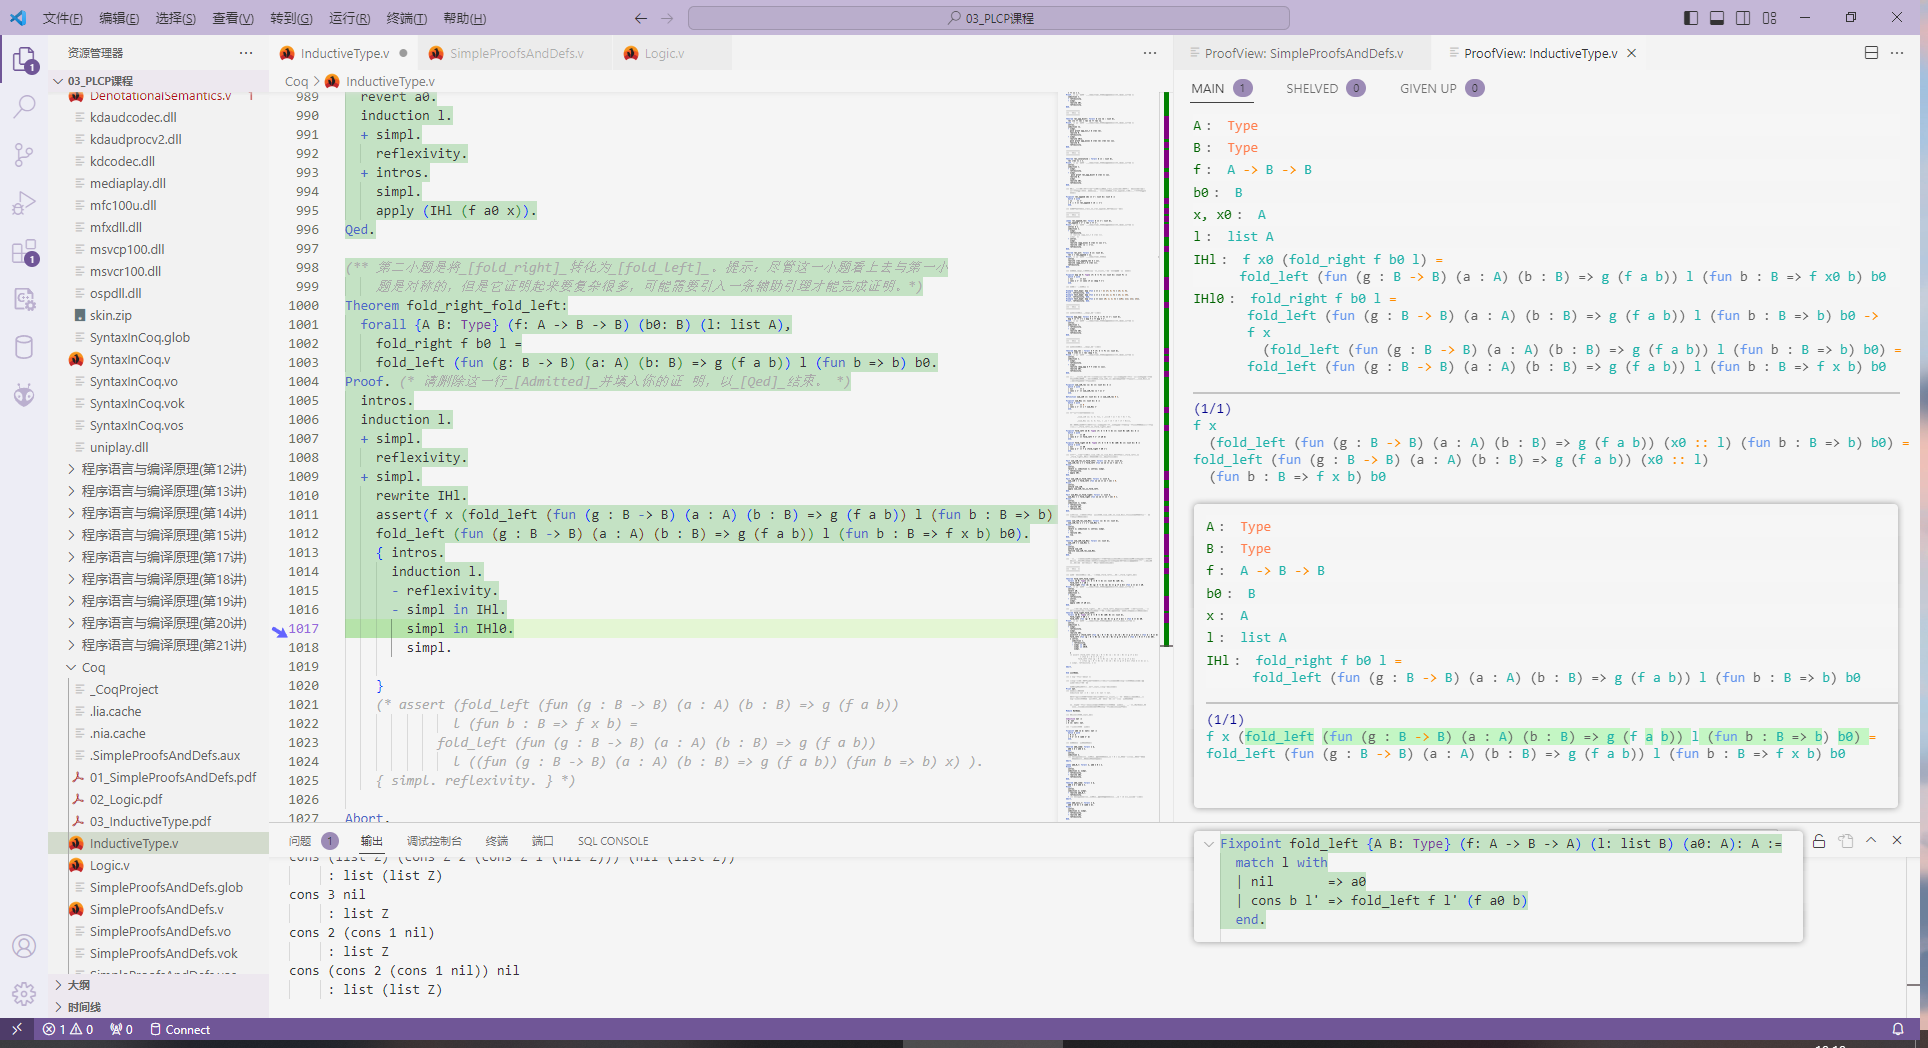 文件(F) 编辑(E) 选择(S) 查看(V) 转到(G) 运行(R) 终端(T) 帮助(H)
03_PLCP课程
资源管理器
03_PLCP课程
DenotationalSemantics.v 1
kdaudcodec.dll
kdaudprocv2.dll
kdcodec.dll
mediaplay.dll
mfc100u.dll
mfxdll.dll
msvcp100.dll
msvcr100.dll
ospdll.dll
skin.zip
SyntaxInCoq.glob
SyntaxInCoq.v
SyntaxInCoq.vo
SyntaxInCoq.vok
SyntaxInCoq.vos
uniplay.dll
程序语言与编译原理(第12讲)
程序语言与编译原理(第13讲)
程序语言与编译原理(第14讲)
程序语言与编译原理(第15讲)
程序语言与编译原理(第17讲)
程序语言与编译原理(第18讲)
程序语言与编译原理(第19讲)
程序语言与编译原理(第20讲)
程序语言与编译原理(第21讲)
Coq
_CoqProject
.lia.cache
.nia.cache
.SimpleProofsAndDefs.aux
01_SimpleProofsAndDefs.pdf
02_Logic.pdf
03_InductiveType.pdf
InductiveType.v
Logic.v
SimpleProofsAndDefs.glob
SimpleProofsAndDefs.v
SimpleProofsAndDefs.vo
SimpleProofsAndDefs.vok
大纲
时间线
InductiveType.v SimpleProofsAndDefs.v Logic.v
Coq > InductiveType.v
989 revert a0.
990 induction l.
991 + simpl.
992 reflexivity.
993 + intros.
994 simpl.
995 apply (IHl (f a0 x)).
996 Qed.
997
998 (** 第二小题是将_[fold_right]_转化为_[fold_left]_。提示：尽管这一小题看上去与第一小
999 题是对称的，但是它证明起来要复杂很多，可能需要引入一条辅助引理才能完成证明。*)
1000 Theorem fold_right_fold_left:
1001 forall {A B: Type} (f: A -> B -> B) (b0: B) (l: list A),
1002 fold_right f b0 l =
1003 fold_left (fun (g: B -> B) (a: A) (b: B) => g (f a b)) l (fun b => b) b0.
1004 Proof. (* 请删除这一行_[Admitted]_并填入你的证明，以_[Qed]_结束。 *)
1005 intros.
1006 induction l.
1007 + simpl.
1008 reflexivity.
1009 + simpl.
1010 rewrite IHl.
1011 assert(f x (fold_left (fun (g : B -> B) (a : A) (b : B) => g (f a b)) l (fun b : B => b)
1012 fold_left (fun (g : B -> B) (a : A) (b : B) => g (f a b)) l (fun b : B => f x b) b0).
1013 { intros.
1014 induction l.
1015 - reflexivity.
1016 - simpl in IHl.
1017 simpl in IHl0.
1018 simpl.
1019
1020 }
1021 (* assert (fold_left (fun (g : B -> B) (a : A) (b : B) => g (f a b))
1022 l (fun b : B => f x b) =
1023 fold_left (fun (g : B -> B) (a : A) (b : B) => g (f a b))
1024 l ((fun (g : B -> B) (a : A) (b : B) => g (f a b)) (fun b => b) x) ).
1025 { simpl. reflexivity. } *)
1026
1027 Abort.
问题 1 输出 调试控制台 终端 端口 SQL CONSOLE
cons (list Z) (cons Z 2 (cons Z 1 (nil Z))) (nil (list Z))
: list (list Z)
cons 3 nil
: list Z
cons 2 (cons 1 nil)
: list Z
cons (cons 2 (cons 1 nil)) nil
: list (list Z)
ProofView: SimpleProofsAndDefs.v ProofView: InductiveType.v
MAIN 1 SHELVED 0 GIVEN UP 0
A : Type
B : Type
f : A -> B -> B
b0 : B
x, x0 : A
l : list A
IHl : f x0 (fold_right f b0 l) =
fold_left (fun (g : B -> B) (a : A) (b : B) => g (f a b)) l (fun b : B => f x0 b) b0
IHl0 : fold_right f b0 l =
fold_left (fun (g : B -> B) (a : A) (b : B) => g (f a b)) l (fun b : B => b) b0 ->
f x
(fold_left (fun (g : B -> B) (a : A) (b : B) => g (f a b)) l (fun b : B => b) b0) =
fold_left (fun (g : B -> B) (a : A) (b : B) => g (f a b)) l (fun b : B => f x b) b0
(1/1)
f x
(fold_left (fun (g : B -> B) (a : A) (b : B) => g (f a b)) (x0 :: l) (fun b : B => b) b0) =
fold_left (fun (g : B -> B) (a : A) (b : B) => g (f a b)) (x0 :: l)
(fun b : B => f x b) b0
A : Type
B : Type
f : A -> B -> B
b0 : B
x : A
l : list A
IHl : fold_right f b0 l =
fold_left (fun (g : B -> B) (a : A) (b : B) => g (f a b)) l (fun b : B => b) b0
(1/1)
f x (fold_left (fun (g : B -> B) (a : A) (b : B) => g (f a b)) l (fun b : B => b) b0) =
fold_left (fun (g : B -> B) (a : A) (b : B) => g (f a b)) l (fun b : B => f x b) b0
Fixpoint fold_left {A B: Type} (f: A -> B -> A) (l: list B) (a0: A): A :=
match l with
| nil => a0
| cons b l' => fold_left f l' (f a0 b)
end.
1 0 0 Connect